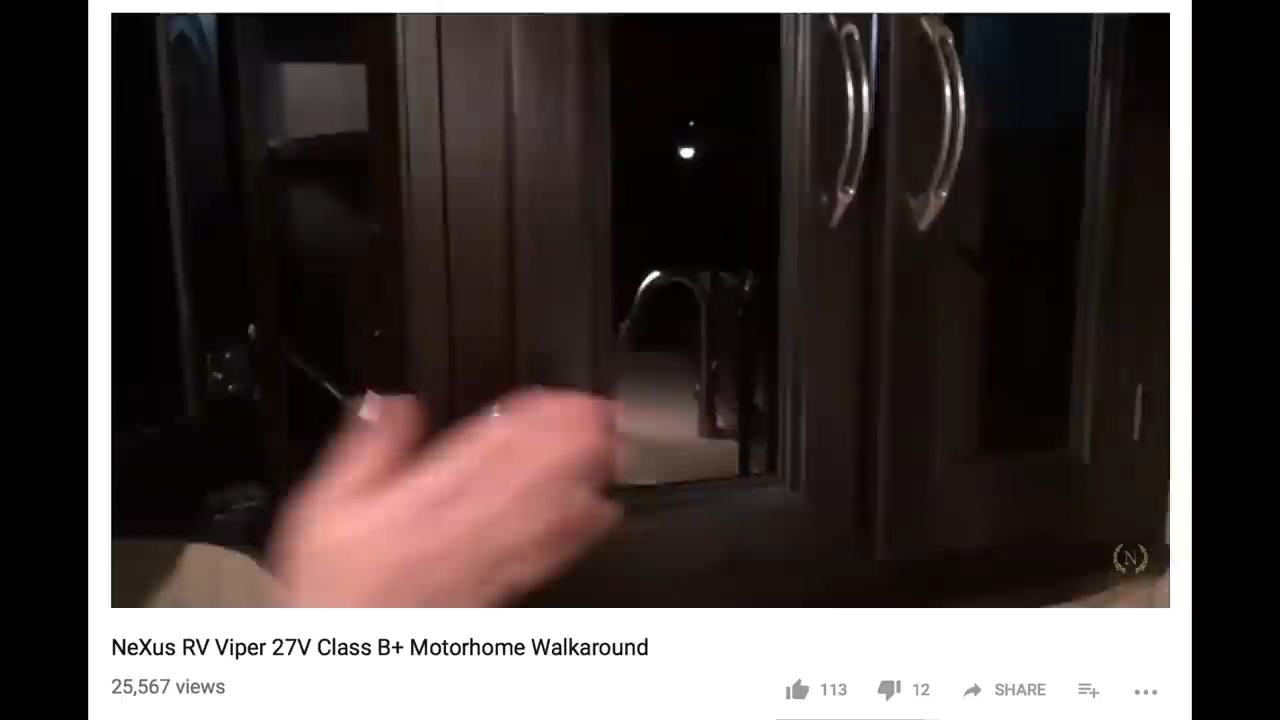 N
NeXus RV Viper 27V Class B+ Motorhome Walkaround
25,567 views
113
12
SHARE